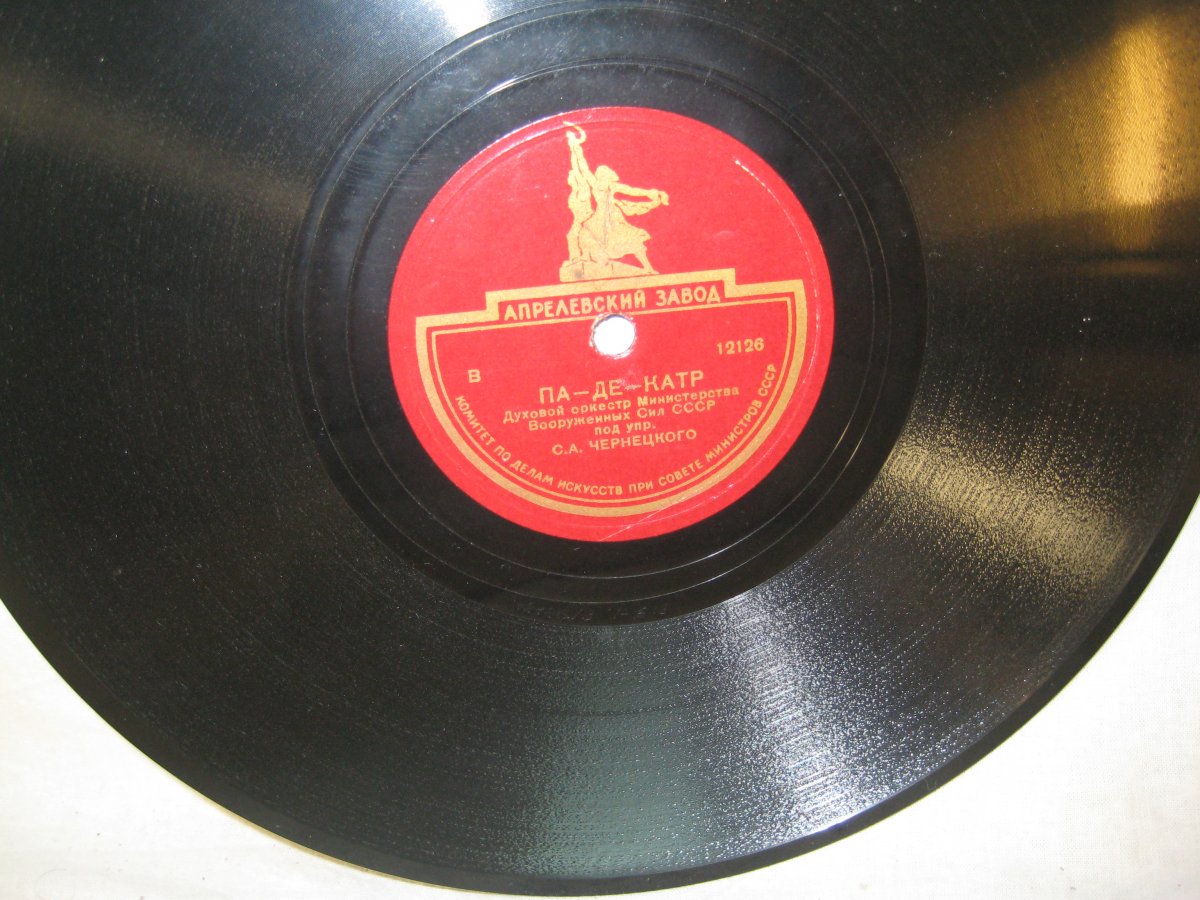 АПРЕЛЕВСКИЙ ЗАВОД
12126
В
ПА–ДЕ–КАТР
Духовой оркестр Министерства
Вооруженных Сил СССР
под упр.
С.А. ЧЕРНЕЦКОГО
КОМИТЕТ ПО ДЕЛАМ ИСКУССТВ ПРИ СОВЕТЕ МИНИСТРОВ СССР